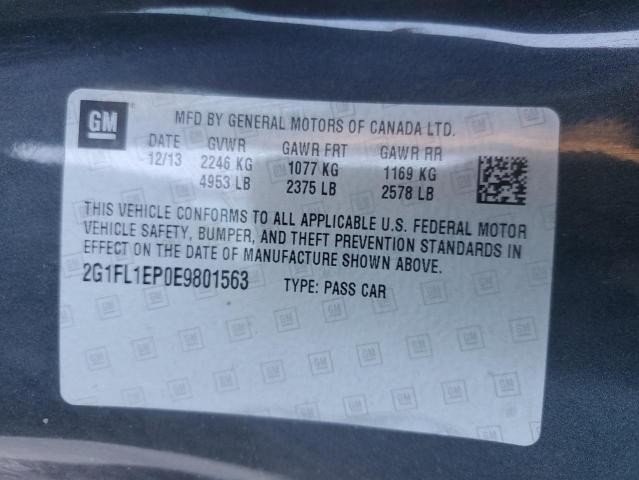 GM
MFD BY GENERAL MOTORS OF CANADA LTD.
DATE GVWR GAWR FRT GAWR RR
12/13 2246 KG 1077 KG 1169 KG
4953 LB 2375 LB 2578 LB
THIS VEHICLE CONFORMS TO ALL APPLICABLE U.S. FEDERAL MOTOR
VEHICLE SAFETY, BUMPER, AND THEFT PREVENTION STANDARDS IN
EFFECT ON THE DATE OF MANUFACTURE SHOWN ABOVE.
2G1FL1EP0E9801563 TYPE: PASS CAR